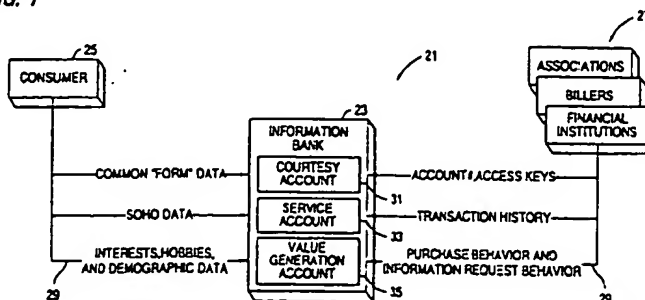 25
CONSUMER
21
ASSOCIATIONS
BILLERS
FINANCIAL
INSTITUTIONS
23
INFORMATION
BANK
COURTESY
ACCOUNT
31
SERVICE
ACCOUNT
33
VALUE
GENERATION
ACCOUNT
35
COMMON "FORM" DATA
ACCOUNT#,ACCESS KEYS
SOHO DATA
TRANSACTION HISTORY
INTERESTS,HOBBIES,
AND DEMOGRAPHIC DATA
PURCHASE BEHAVIOR AND
INFORMATION REQUEST BEHAVIOR
29